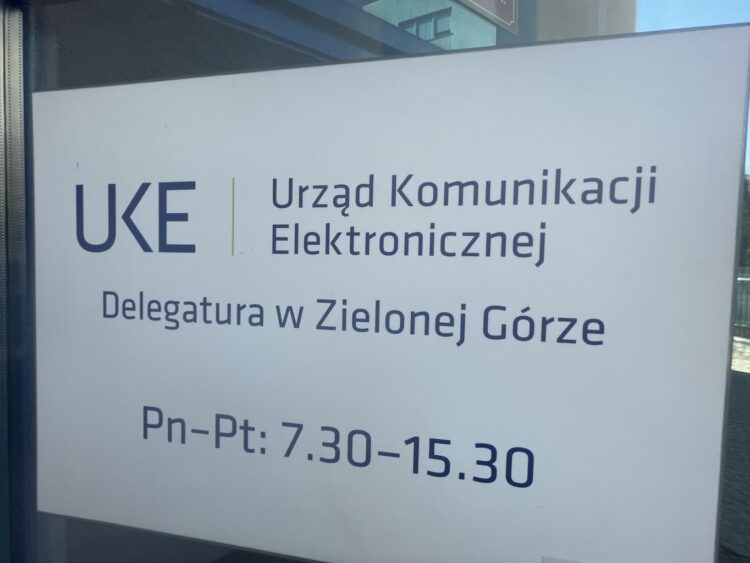 UKE
Urząd Komunikacji
Elektronicznej
Delegatura w Zielonej Górze
Pn–Pt: 7.30–15.30